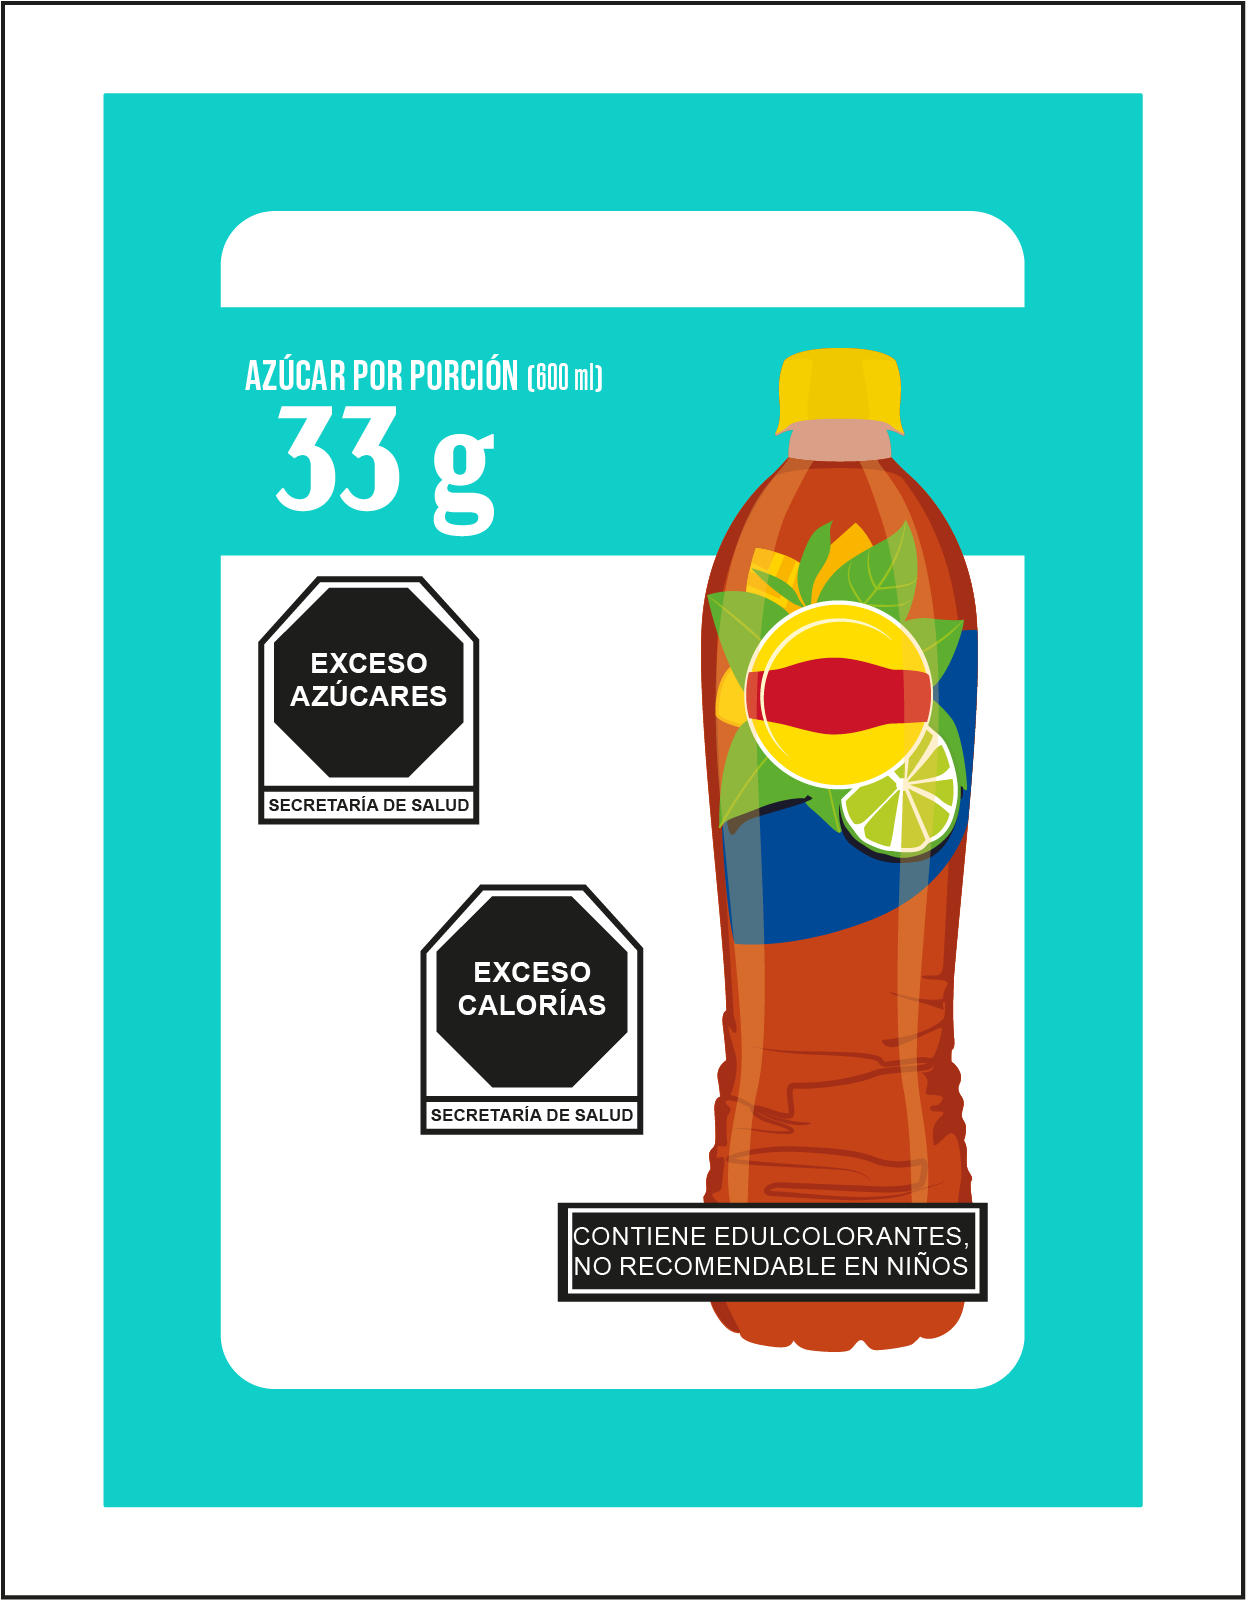 AZÚCAR POR PORCIÓN (600 ml)
33 g
EXCESO
AZÚCARES
SECRETARÍA DE SALUD
EXCESO
CALORÍAS
SECRETARÍA DE SALUD
CONTIENE EDULCOLORANTES,
NO RECOMENDABLE EN NIÑOS